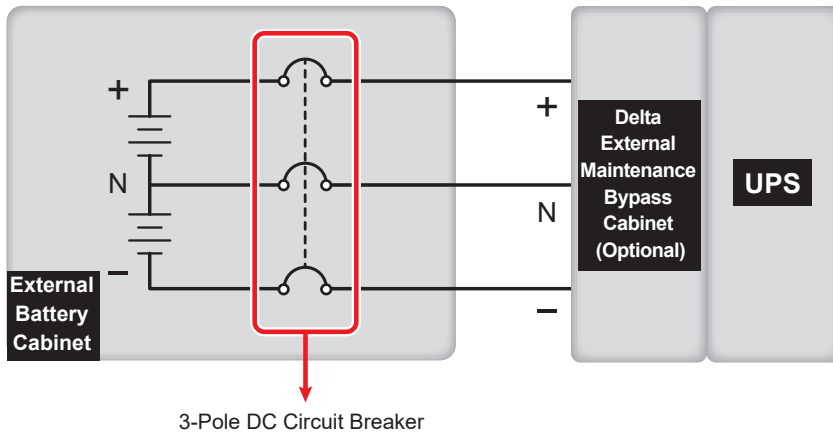 +
N
–
External
Battery
Cabinet
+
N
–
Delta
External
Maintenance
Bypass
Cabinet
(Optional)
UPS
3-Pole DC Circuit Breaker